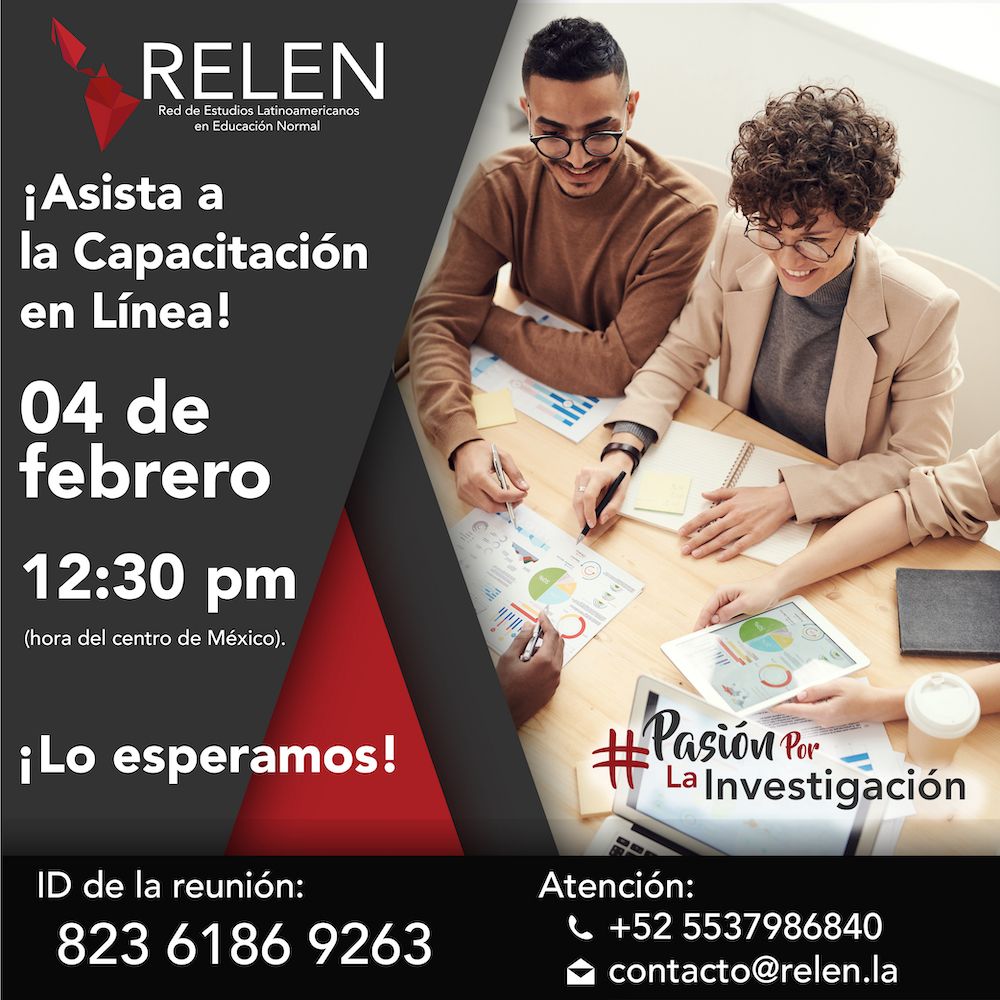 RELEN
Red de Estudios Latinoamericanos
en Educación Normal
¡Asista a
la Capacitación
en Línea!
04 de
febrero
12:30 pm
(hora del centro de México).
¡Lo esperamos!
#Pasión Por
La Investigación
ID de la reunión:
823 6186 9263
Atención:
+52 5537986840
contacto@relen.la